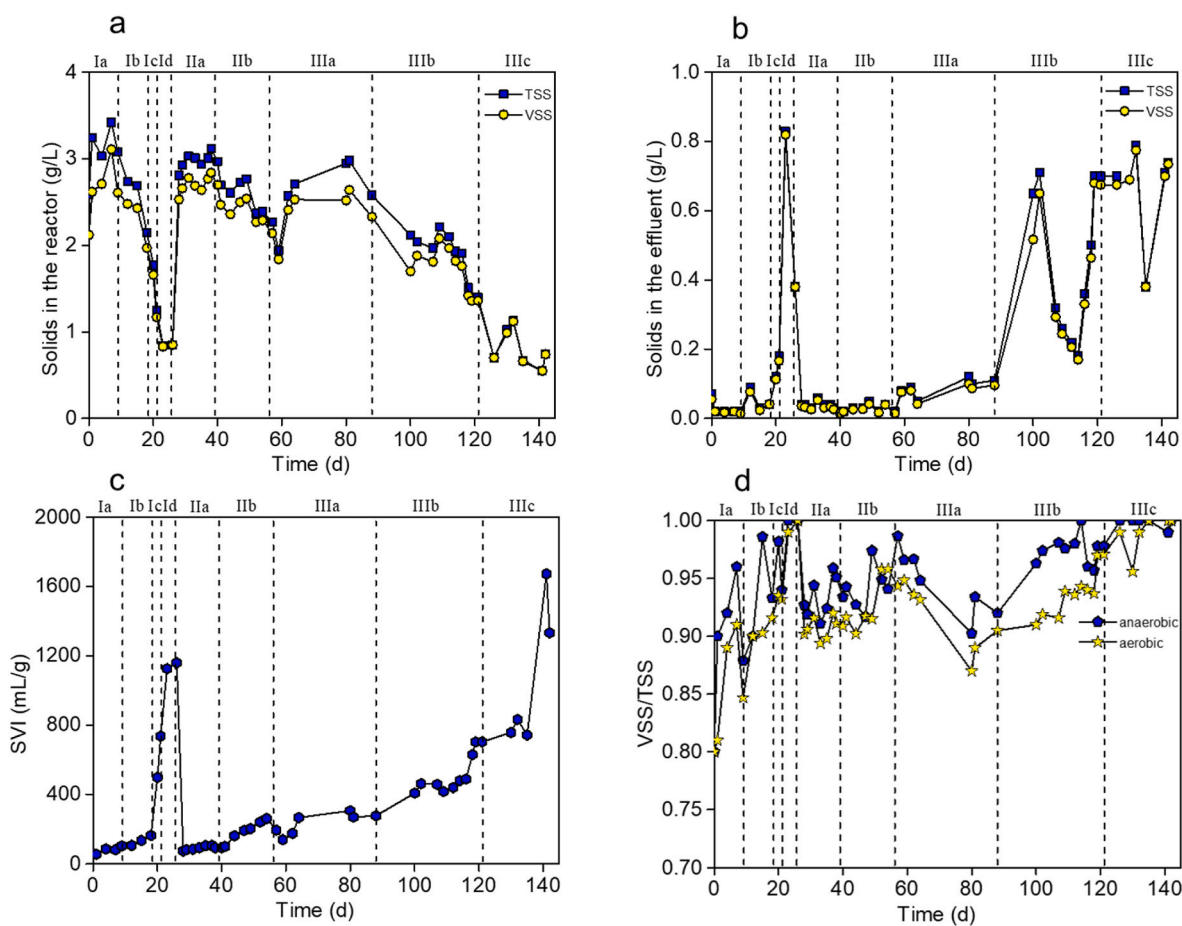 a
Ia Ib Ic Id IIa IIb IIIa IIIb IIIc
4
3
2
1
0
TSS
VSS
Solids in the reactor (g/L)
0 20 40 60 80 100 120 140
Time (d)
b
Ia Ib Ic Id IIa IIb IIIa IIIb IIIc
1.0
0.8
0.6
0.4
0.2
0.0
TSS
VSS
Solids in the effluent (g/L)
0 20 40 60 80 100 120 140
Time (d)
c
Ia Ib Ic Id IIa IIb IIIa IIIb IIIc
2000
1600
1200
800
400
0
SVI (mL/g)
0 20 40 60 80 100 120 140
Time (d)
d
Ia Ib Ic Id IIa IIb IIIa IIIb IIIc
1.00
0.95
0.90
0.85
0.80
0.75
0.70
anaerobic
aerobic
VSS/TSS
0 20 40 60 80 100 120 140
Time (d)